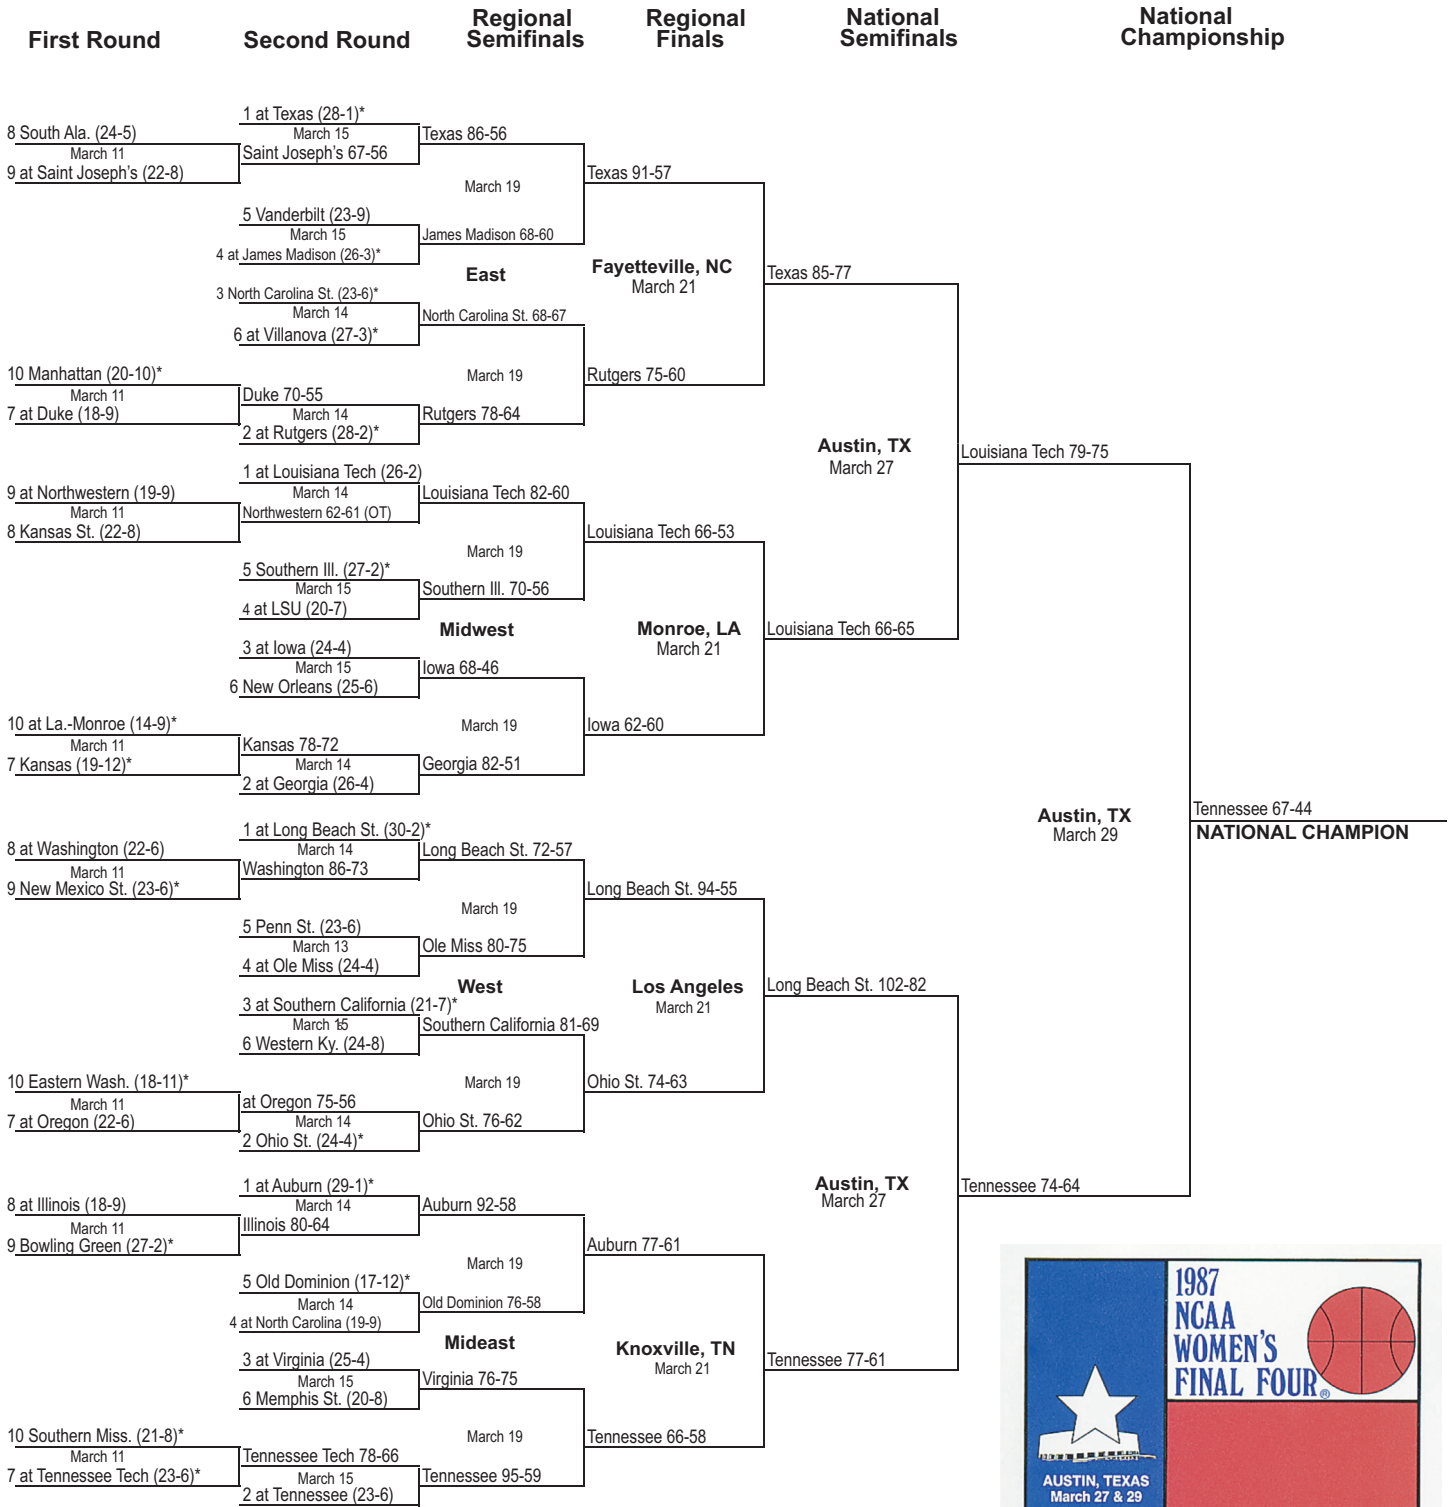 First Round
Second Round
Regional
Semifinals
Regional
Finals
National
Semifinals
National
Championship
1 at Texas (28-1)*
8 South Ala. (24-5)
March 15
Texas 86-56
March 11
Saint Joseph's 67-56
9 at Saint Joseph's (22-8)
Texas 91-57
March 19
5 Vanderbilt (23-9)
March 15
James Madison 68-60
4 at James Madison (26-3)*
East
Fayetteville, NC
March 21
Texas 85-77
3 North Carolina St. (23-6)*
March 14
North Carolina St. 68-67
6 at Villanova (27-3)*
10 Manhattan (20-10)*
March 19
Rutgers 75-60
March 11
Duke 70-55
7 at Duke (18-9)
March 14
Rutgers 78-64
2 at Rutgers (28-2)*
Austin, TX
March 27
Louisiana Tech 79-75
1 at Louisiana Tech (26-2)
9 at Northwestern (19-9)
March 14
Louisiana Tech 82-60
March 11
Northwestern 62-61 (OT)
8 Kansas St. (22-8)
Louisiana Tech 66-53
March 19
5 Southern Ill. (27-2)*
March 15
Southern Ill. 70-56
4 at LSU (20-7)
Midwest
Monroe, LA
March 21
Louisiana Tech 66-65
3 at Iowa (24-4)
March 15
Iowa 68-46
6 New Orleans (25-6)
10 at La.-Monroe (14-9)*
March 19
Iowa 62-60
March 11
Kansas 78-72
7 Kansas (19-12)*
March 14
Georgia 82-51
2 at Georgia (26-4)
Austin, TX
March 29
Tennessee 67-44
NATIONAL CHAMPION
1 at Long Beach St. (30-2)*
8 at Washington (22-6)
March 14
Long Beach St. 72-57
March 11
Washington 86-73
9 New Mexico St. (23-6)*
Long Beach St. 94-55
March 19
5 Penn St. (23-6)
March 13
Ole Miss 80-75
4 at Ole Miss (24-4)
West
Los Angeles
March 21
Long Beach St. 102-82
3 at Southern California (21-7)*
March 15
Southern California 81-69
6 Western Ky. (24-8)
10 Eastern Wash. (18-11)*
March 19
Ohio St. 74-63
March 11
at Oregon 75-56
7 at Oregon (22-6)
March 14
Ohio St. 76-62
2 Ohio St. (24-4)*
Austin, TX
March 27
Tennessee 74-64
1 at Auburn (29-1)*
8 at Illinois (18-9)
March 14
Auburn 92-58
March 11
Illinois 80-64
9 Bowling Green (27-2)*
Auburn 77-61
March 19
5 Old Dominion (17-12)*
March 14
Old Dominion 76-58
4 at North Carolina (19-9)
Mideast
Knoxville, TN
March 21
Tennessee 77-61
3 at Virginia (25-4)
March 15
Virginia 76-75
6 Memphis St. (20-8)
10 Southern Miss. (21-8)*
March 19
Tennessee 66-58
March 11
Tennessee Tech 78-66
7 at Tennessee Tech (23-6)*
March 15
Tennessee 95-59
2 at Tennessee (23-6)
1987
NCAA
WOMEN'S
FINAL FOUR®
AUSTIN, TEXAS
March 27 & 29